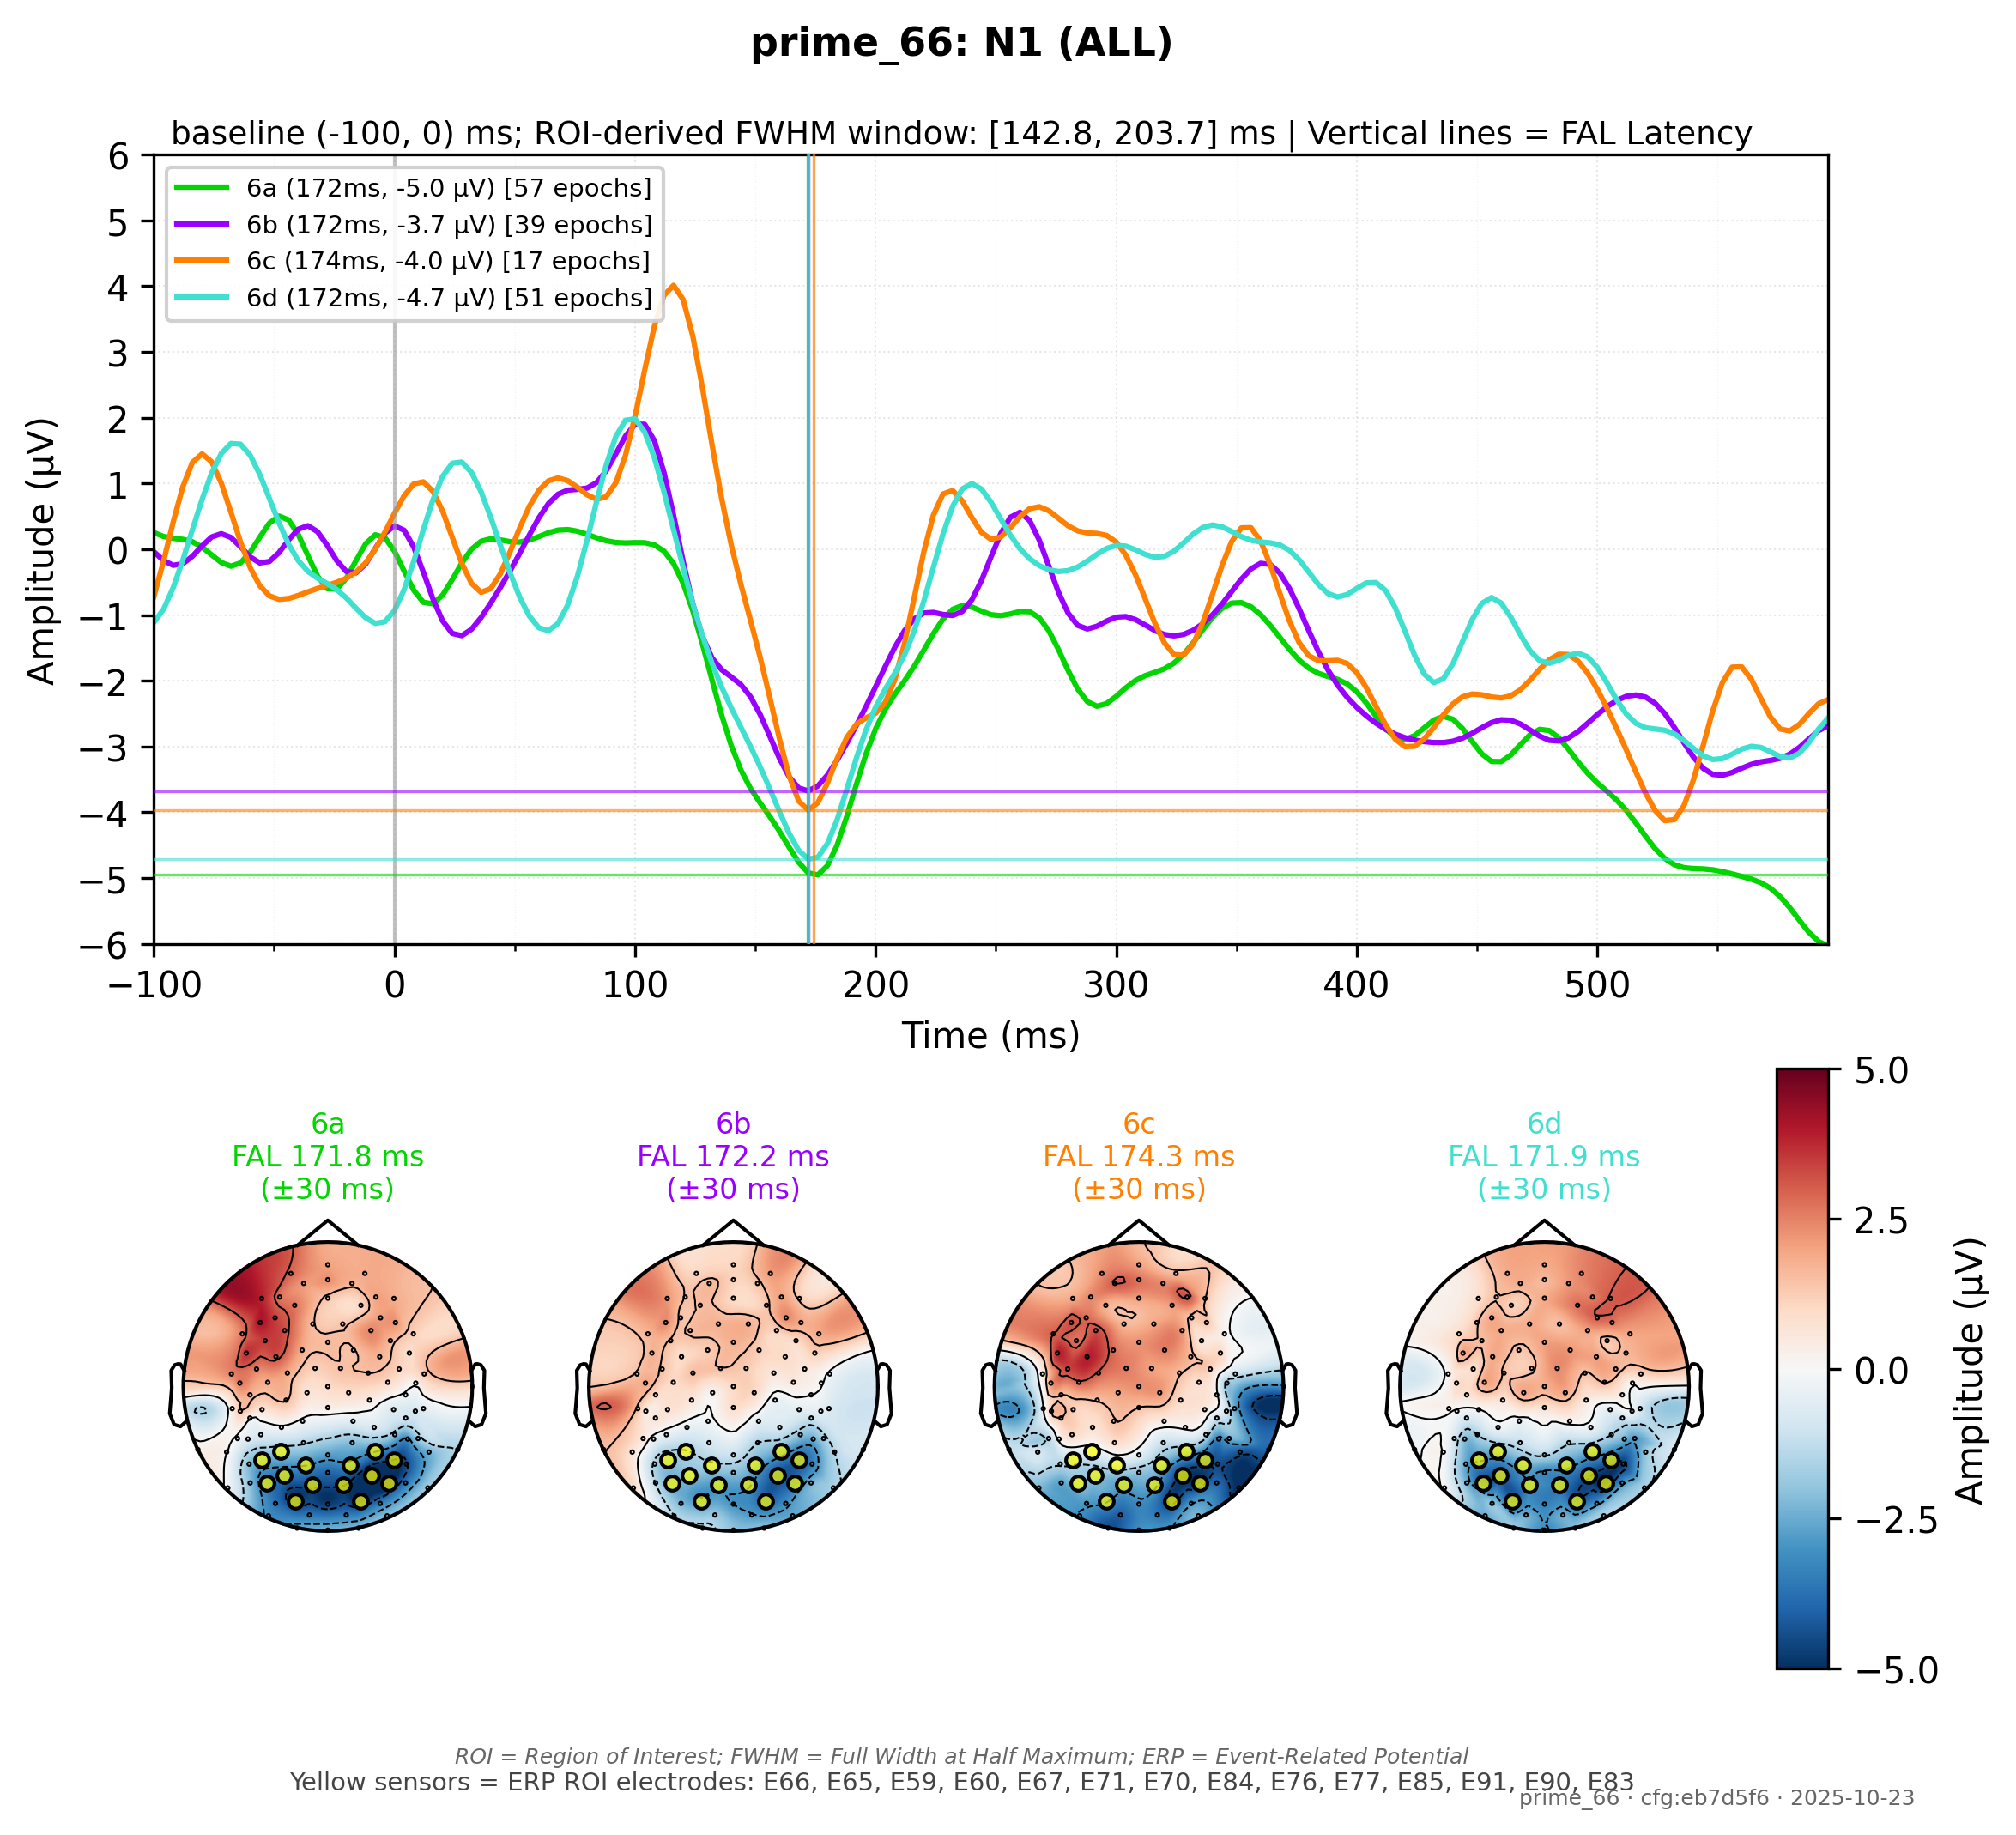 prime_66: N1 (ALL)
baseline (-100, 0) ms; ROI-derived FWHM window: [142.8, 203.7] ms | Vertical lines = FAL Latency
6a (172ms, -5.0 µV) [57 epochs]
6b (172ms, -3.7 µV) [39 epochs]
6c (174ms, -4.0 µV) [17 epochs]
6d (172ms, -4.7 µV) [51 epochs]
6
5
4
3
2
1
0
−1
−2
−3
−4
−5
−6
Amplitude (µV)
−100 0 100 200 300 400 500
Time (ms)
6a
FAL 171.8 ms
(±30 ms)
6b
FAL 172.2 ms
(±30 ms)
6c
FAL 174.3 ms
(±30 ms)
6d
FAL 171.9 ms
(±30 ms)
5.0
2.5
0.0
−2.5
−5.0
Amplitude (µV)
ROI = Region of Interest; FWHM = Full Width at Half Maximum; ERP = Event-Related Potential
Yellow sensors = ERP ROI electrodes: E66, E65, E59, E60, E67, E71, E70, E84, E76, E77, E85, E91, E90, E83
prime_66 · cfg:eb7d5f6 · 2025-10-23